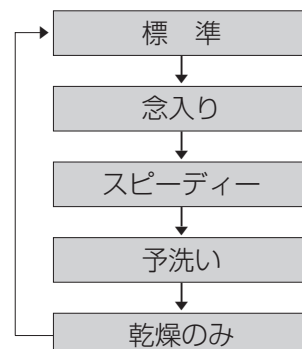 標　準
念入り
スピーディー
予洗い
乾燥のみ